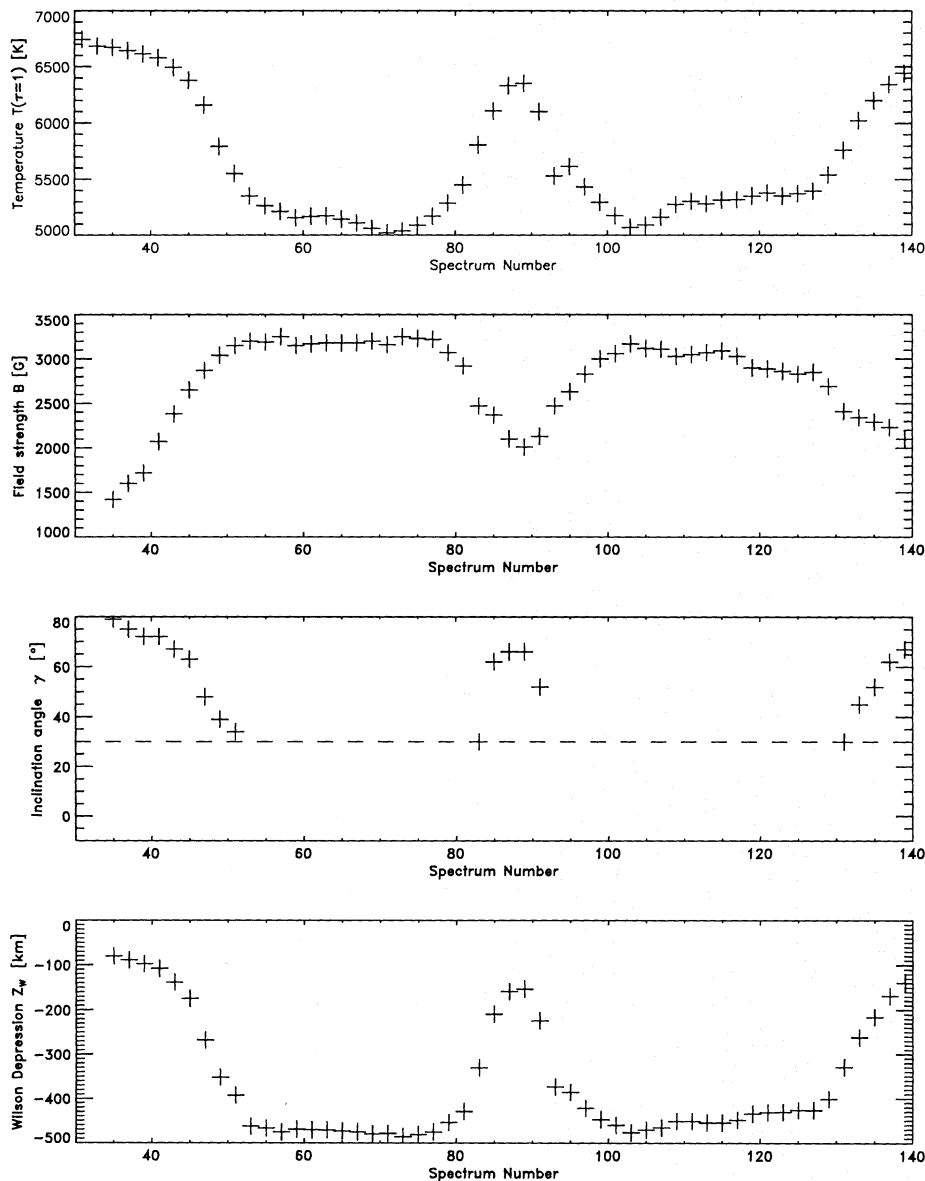 7000
6500
6000
5500
5000
Temperature T(τ=1) [K]
40 60 80 100 120 140
Spectrum Number
3500
3000
2500
2000
1500
1000
Field strength B [G]
40 60 80 100 120 140
Spectrum Number
80
60
40
20
0
Inclination angle γ [°]
40 60 80 100 120 140
Spectrum Number
0
−100
−200
−300
−400
−500
Wilson Depression Z_w [km]
40 60 80 100 120 140
Spectrum Number